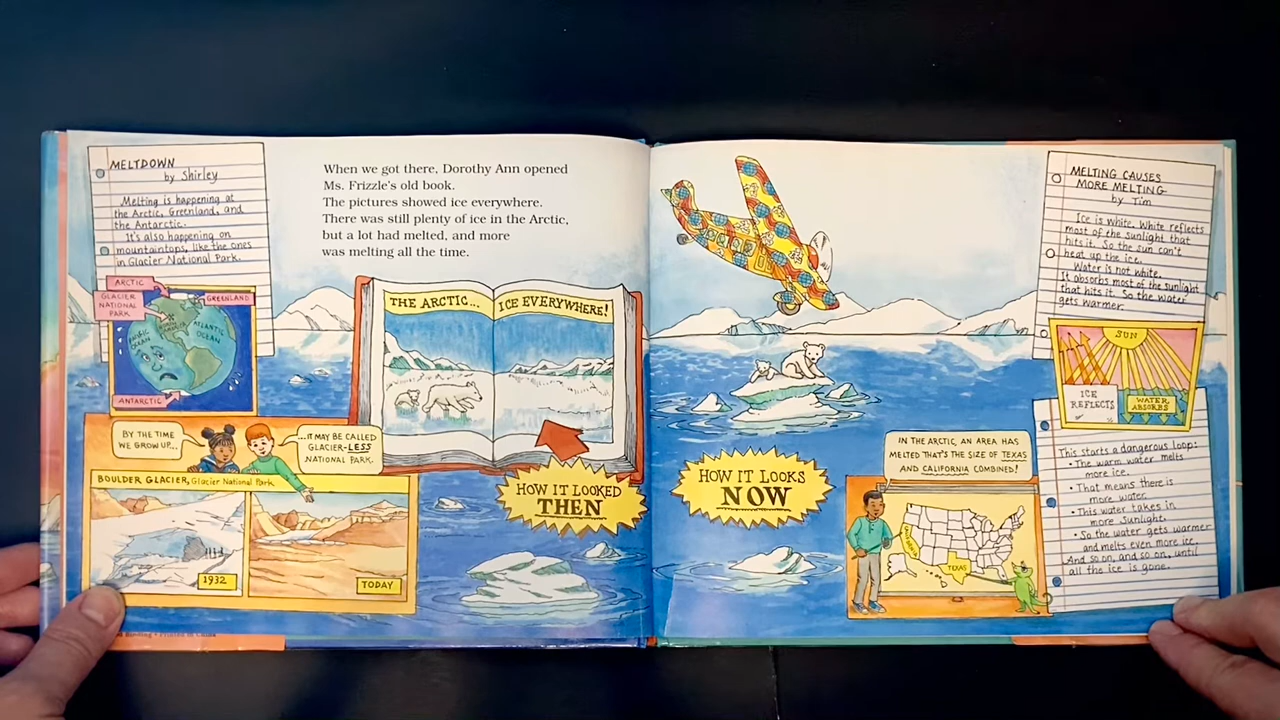 MELTDOWN
by Shirley
Melting is happening at
the Arctic, Greenland, and
the Antarctic.
It's also happening on
mountaintops, like the ones
in Glacier National Park.
ARCTIC
GLACIER
NATIONAL
PARK
GREENLAND
PACIFIC
OCEAN
ATLANTIC
OCEAN
ANTARCTIC
When we got there, Dorothy Ann opened
Ms. Frizzle's old book.
The pictures showed ice everywhere.
There was still plenty of ice in the Arctic,
but a lot had melted, and more
was melting all the time.
THE ARCTIC...
ICE EVERYWHERE!
BY THE TIME
WE GROW UP...
...IT MAY BE CALLED
GLACIER-LESS
NATIONAL PARK.
BOULDER GLACIER, Glacier National Park
1932
TODAY
HOW IT LOOKED
THEN
HOW IT LOOKS
NOW
IN THE ARCTIC, AN AREA HAS
MELTED THAT'S THE SIZE OF TEXAS
AND CALIFORNIA COMBINED!
CALIFORNIA
TEXAS
MELTING CAUSES
MORE MELTING
by Tim
Ice is white. White reflects
most of the sunlight that
hits it. So the sun can't
heat up the ice.
Water is not white.
It absorbs most of the sunlight
that hits it. So the water
gets warmer.
SUN
ICE
REFLECTS
WATER
ABSORBS
This starts a dangerous loop:
• The warm water melts
more ice.
• That means there is
more water.
• This water takes in
more sunlight.
• So the water gets warmer
and melts even more ice.
And so on, and so on, until
all the ice is gone.